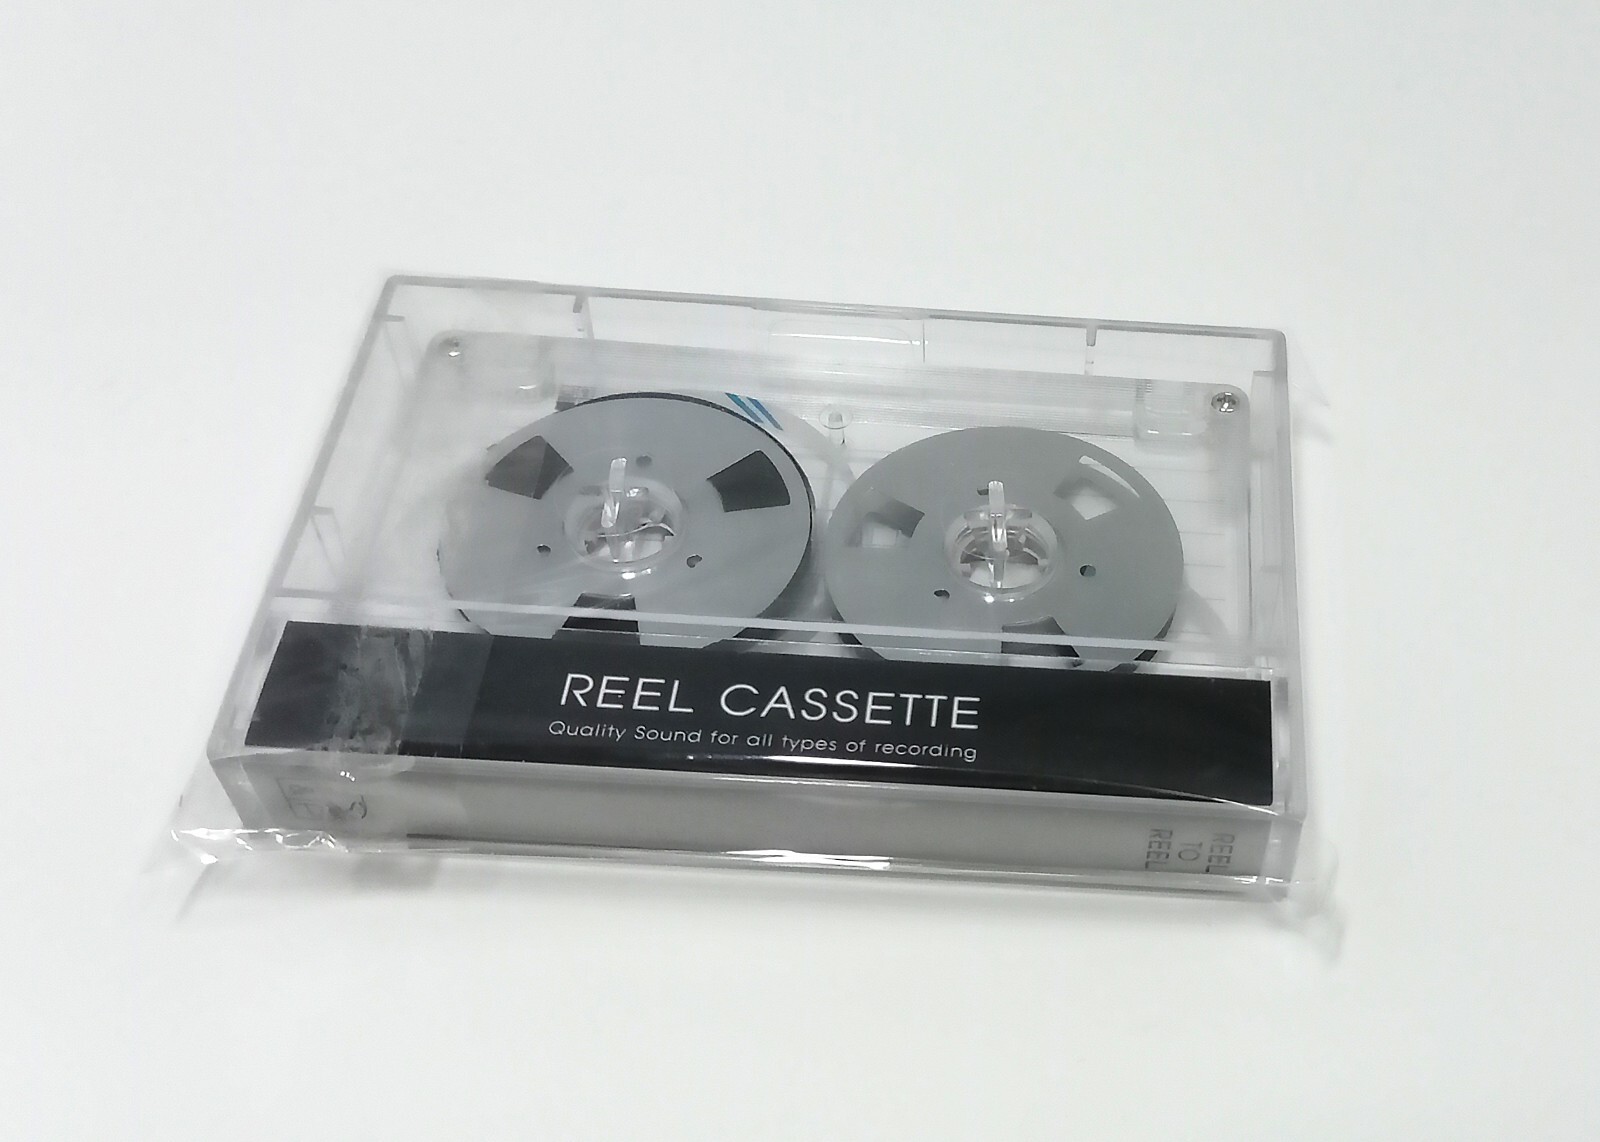 REEL CASSETTE
Quality Sound for all types of recording
REEL
TO
REEL